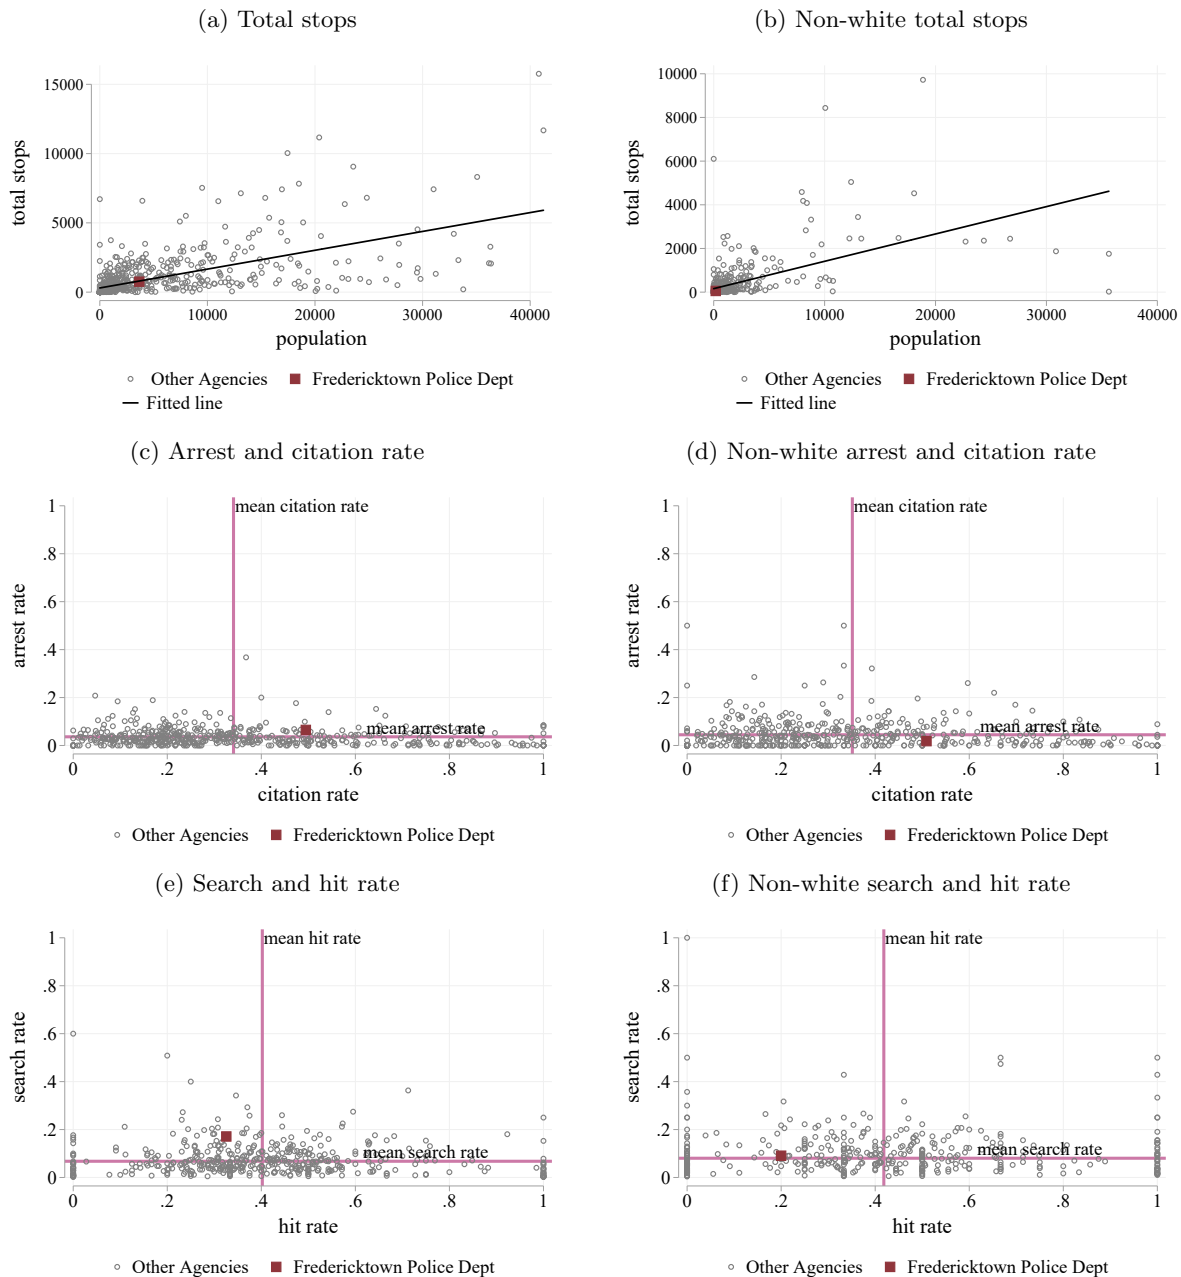 (a) Total stops
total stops
15000
10000
5000
0
0 10000 20000 30000 40000
population
Other Agencies Fredericktown Police Dept
Fitted line
(b) Non-white total stops
total stops
10000
8000
6000
4000
2000
0
0 10000 20000 30000 40000
population
Other Agencies Fredericktown Police Dept
Fitted line
(c) Arrest and citation rate
arrest rate
1
.8
.6
.4
.2
0
mean citation rate
mean arrest rate
0 .2 .4 .6 .8 1
citation rate
Other Agencies Fredericktown Police Dept
(d) Non-white arrest and citation rate
arrest rate
1
.8
.6
.4
.2
0
mean citation rate
mean arrest rate
0 .2 .4 .6 .8 1
citation rate
Other Agencies Fredericktown Police Dept
(e) Search and hit rate
search rate
1
.8
.6
.4
.2
0
mean hit rate
mean search rate
0 .2 .4 .6 .8 1
hit rate
Other Agencies Fredericktown Police Dept
(f) Non-white search and hit rate
search rate
1
.8
.6
.4
.2
0
mean hit rate
mean search rate
0 .2 .4 .6 .8 1
hit rate
Other Agencies Fredericktown Police Dept